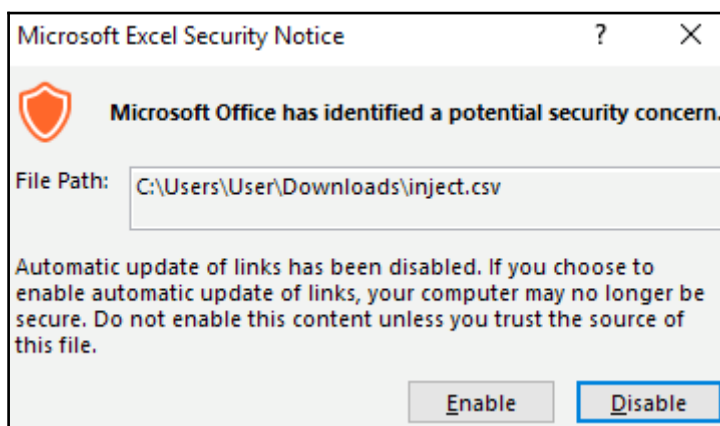 Microsoft Excel Security Notice ? X
Microsoft Office has identified a potential security concern.
File Path: C:\Users\User\Downloads\inject.csv
Automatic update of links has been disabled. If you choose to
enable automatic update of links, your computer may no longer be
secure. Do not enable this content unless you trust the source of
this file.
Enable Disable